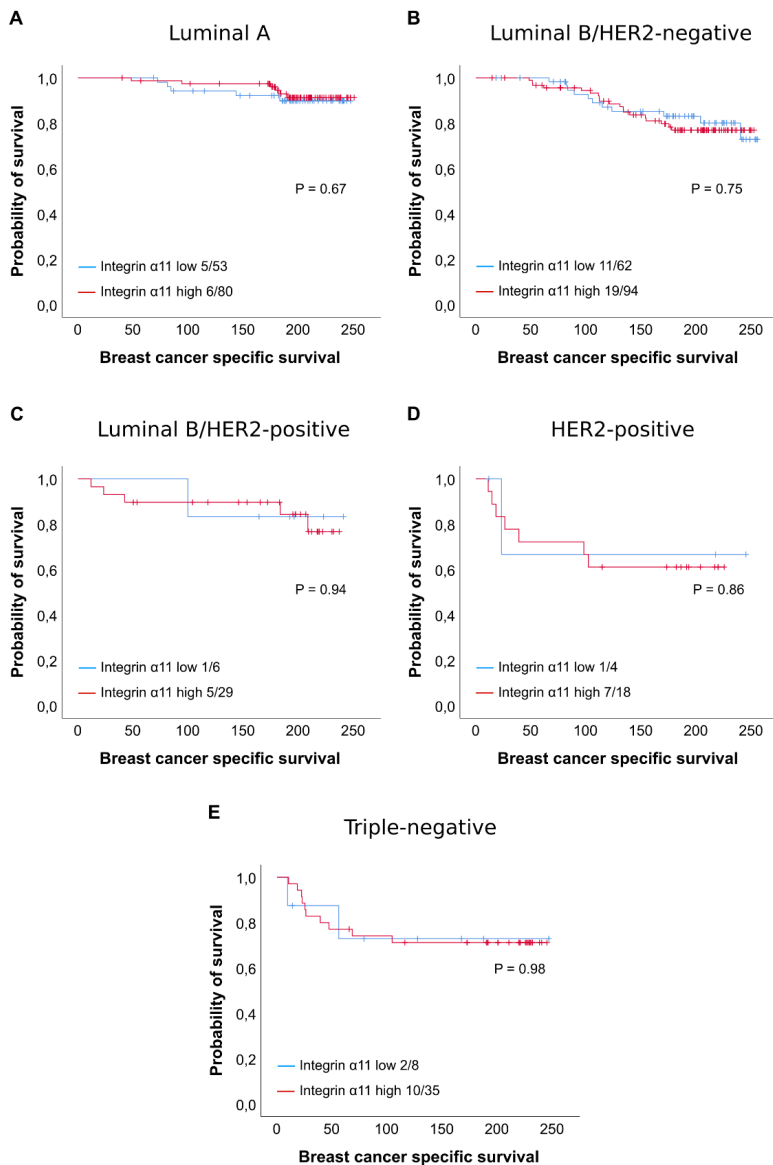 A
Luminal A
Probability of survival
1,0
0,8
0,6
0,4
0,2
0,0
P = 0.67
Integrin α11 low 5/53
Integrin α11 high 6/80
0 50 100 150 200 250
Breast cancer specific survival
B
Luminal B/HER2-negative
Probability of survival
1,0
0,8
0,6
0,4
0,2
0,0
P = 0.75
Integrin α11 low 11/62
Integrin α11 high 19/94
0 50 100 150 200 250
Breast cancer specific survival
C
Luminal B/HER2-positive
Probability of survival
1,0
0,8
0,6
0,4
0,2
0,0
P = 0.94
Integrin α11 low 1/6
Integrin α11 high 5/29
0 50 100 150 200 250
Breast cancer specific survival
D
HER2-positive
Probability of survival
1,0
0,8
0,6
0,4
0,2
0,0
P = 0.86
Integrin α11 low 1/4
Integrin α11 high 7/18
0 50 100 150 200 250
Breast cancer specific survival
E
Triple-negative
Probability of survival
1,0
0,8
0,6
0,4
0,2
0,0
P = 0.98
Integrin α11 low 2/8
Integrin α11 high 10/35
0 50 100 150 200 250
Breast cancer specific survival